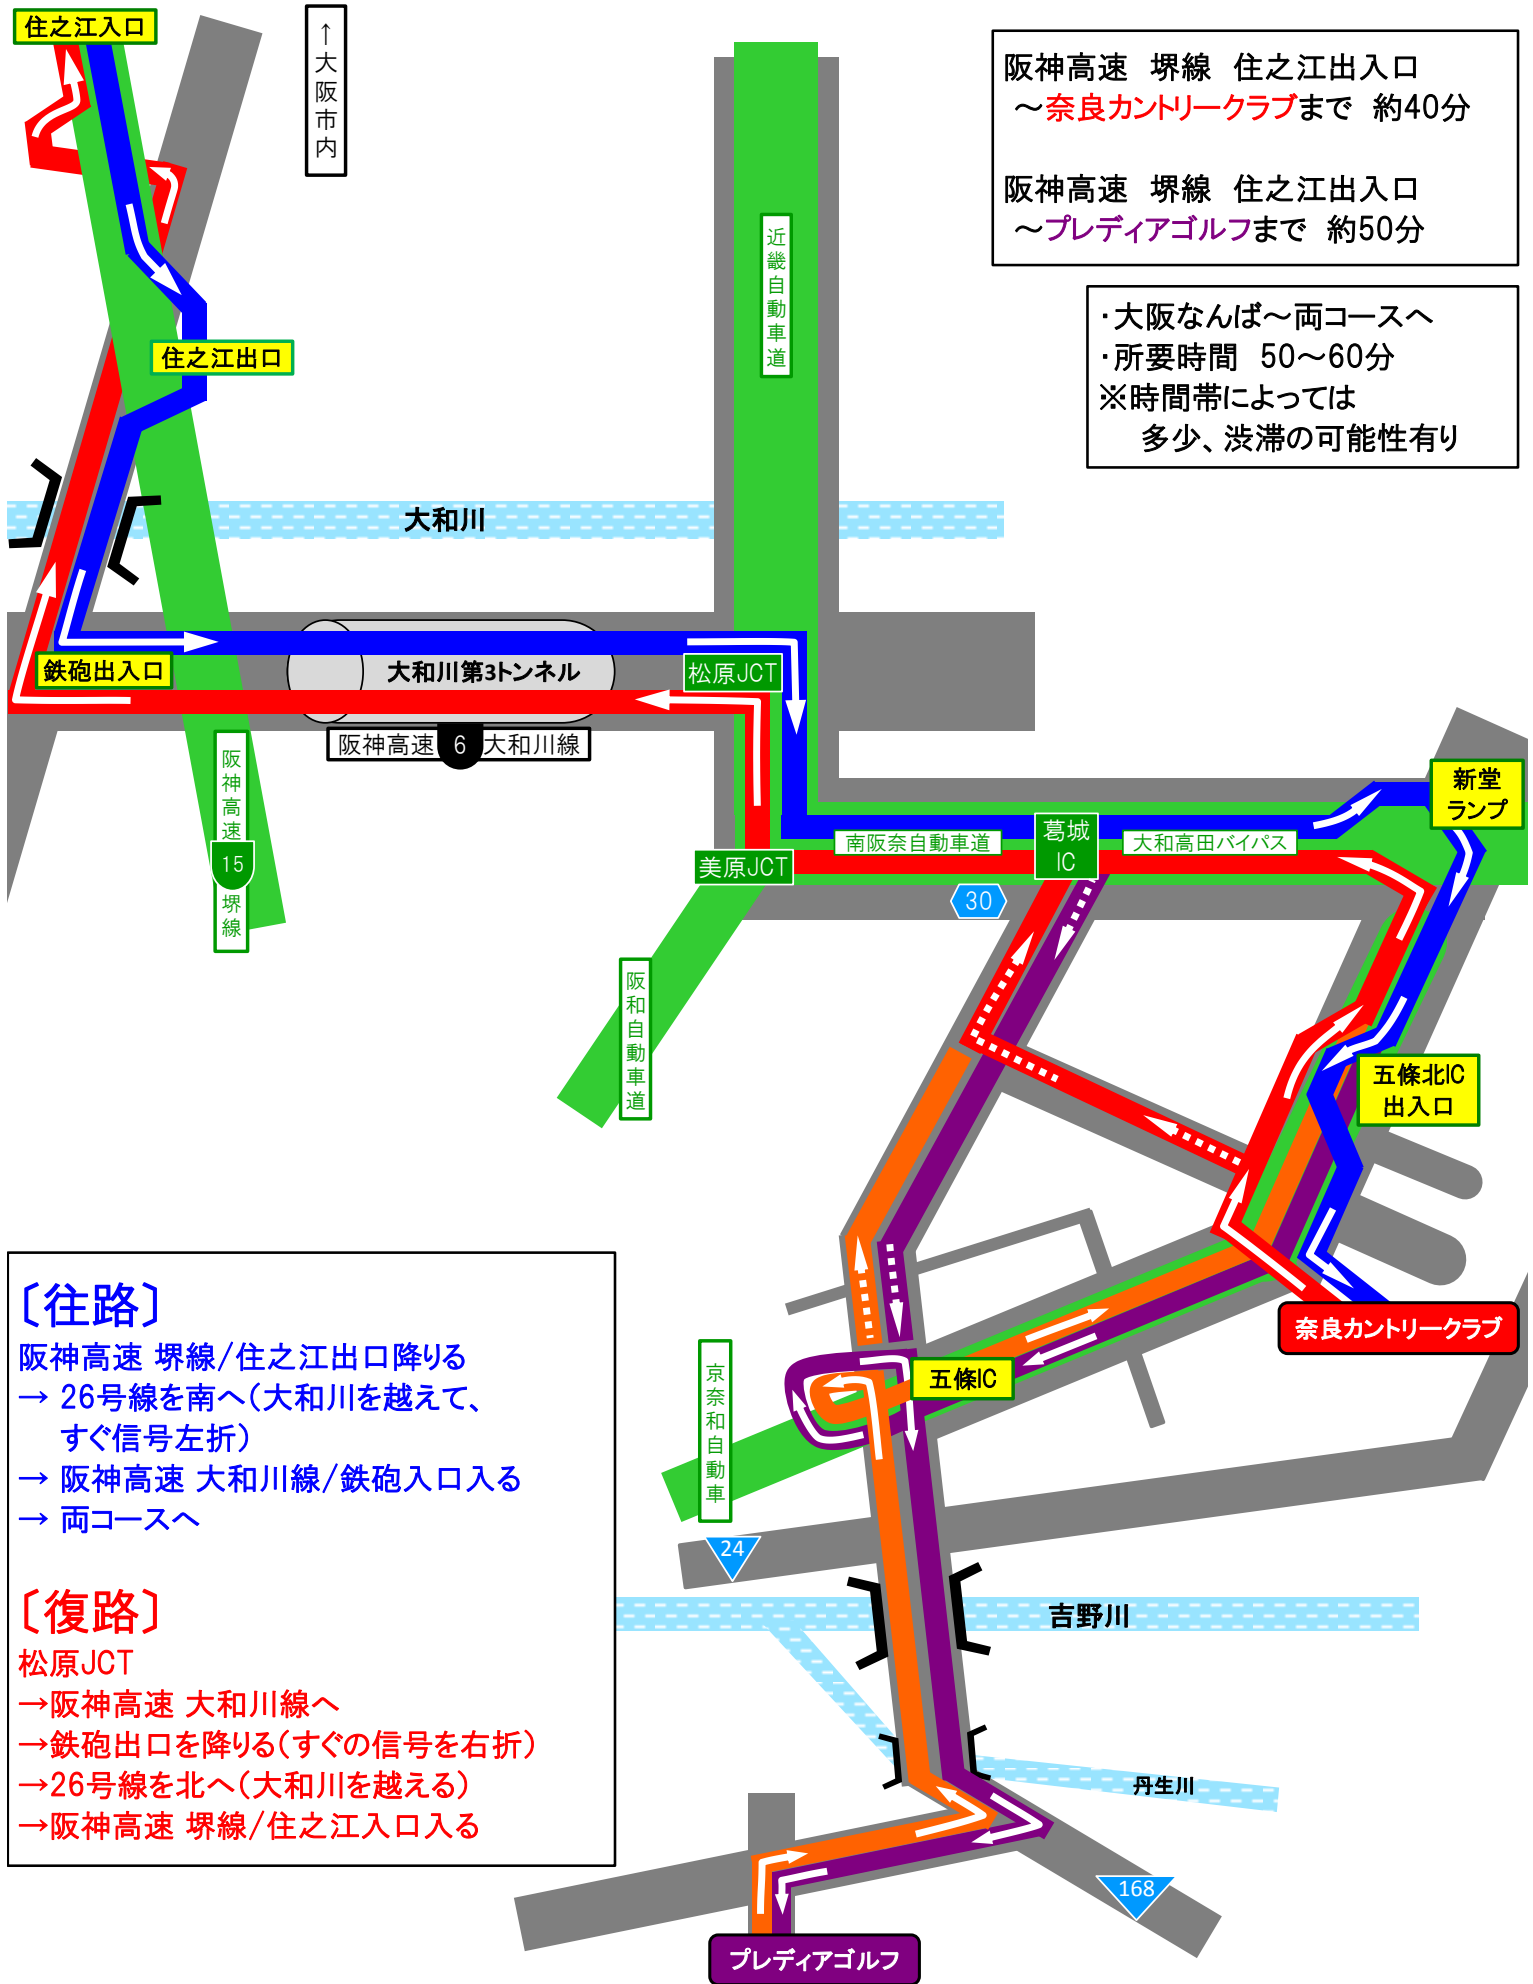 住之江入口
↑大阪市内
阪神高速 堺線 住之江出入口
～奈良カントリークラブまで 約40分
阪神高速 堺線 住之江出入口
～プレディアゴルフまで 約50分
近畿自動車道
・大阪なんば～両コースへ
・所要時間 50～60分
※時間帯によっては
多少、渋滞の可能性有り
住之江出口
大和川
鉄砲出入口
大和川第3トンネル
松原JCT
阪神高速 6 大和川線
阪神高速 15 堺線
新堂
ランプ
南阪奈自動車道
葛城
IC
大和高田バイパス
美原JCT
30
阪和自動車道
五條北IC
出入口
奈良カントリークラブ
京奈和自動車
五條IC
24
吉野川
丹生川
168
プレディアゴルフ
〔往路〕
阪神高速 堺線/住之江出口降りる
→ 26号線を南へ(大和川を越えて、
すぐ信号左折)
→ 阪神高速 大和川線/鉄砲入口入る
→ 両コースへ
〔復路〕
松原JCT
→阪神高速 大和川線へ
→鉄砲出口を降りる(すぐの信号を右折)
→26号線を北へ(大和川を越える)
→阪神高速 堺線/住之江入口入る